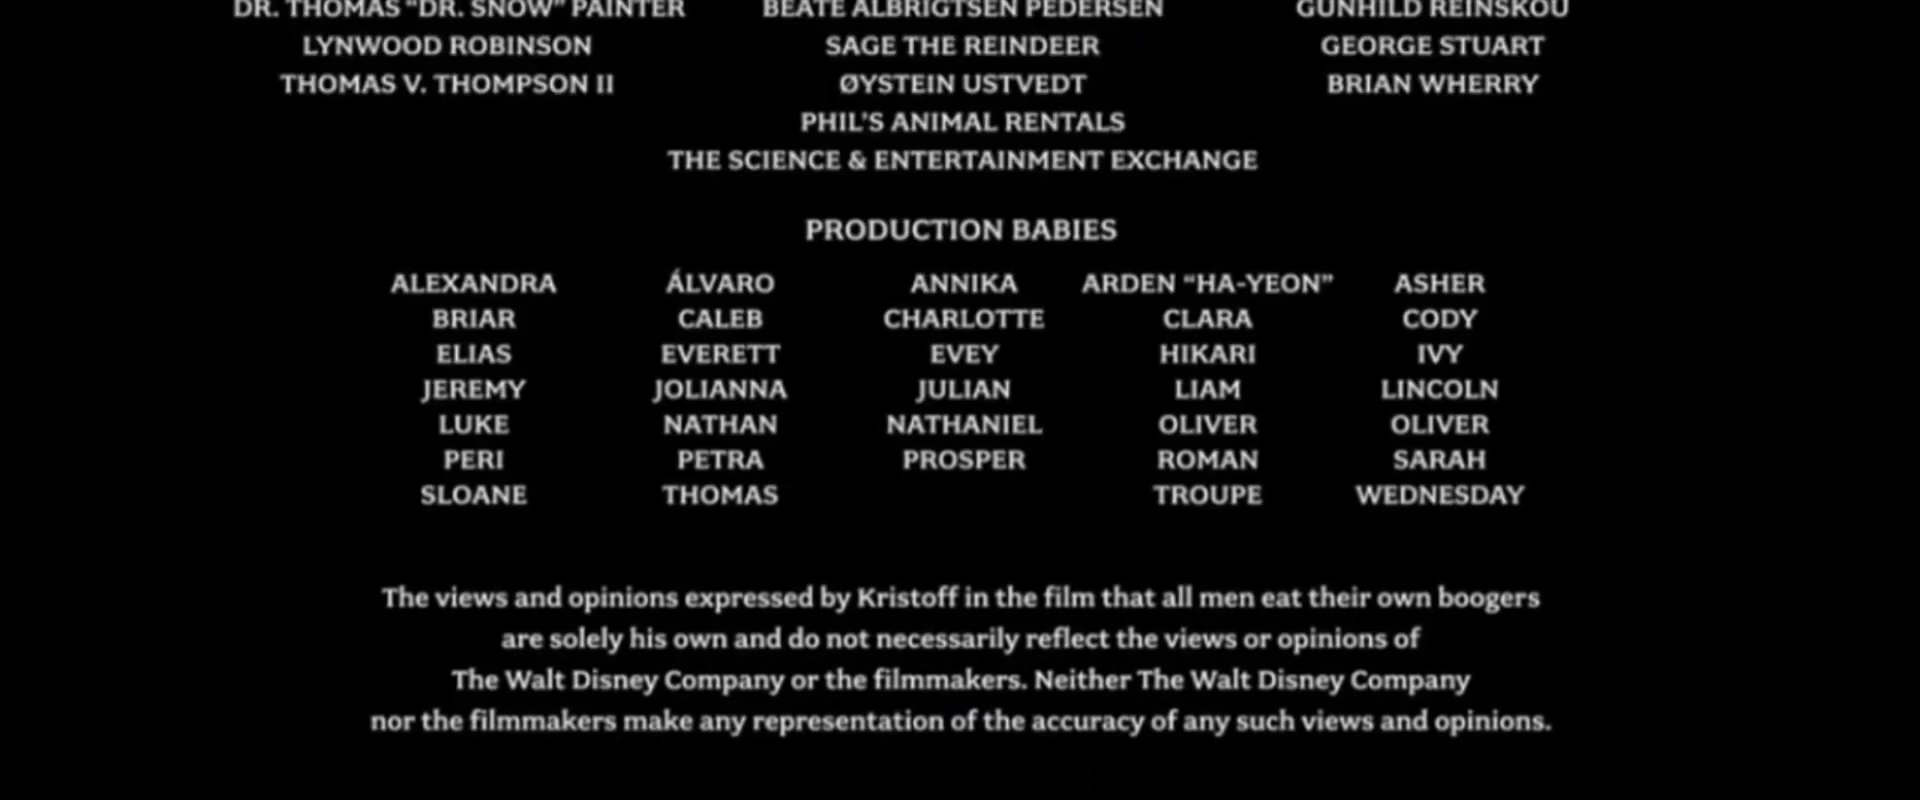 DR. THOMAS “DR. SNOW” PAINTER BEATE ALBRIGTSEN PEDERSEN GUNHILD REINSKOU
LYNWOOD ROBINSON SAGE THE REINDEER GEORGE STUART
THOMAS V. THOMPSON II ØYSTEIN USTVEDT BRIAN WHERRY
PHIL’S ANIMAL RENTALS
THE SCIENCE & ENTERTAINMENT EXCHANGE
PRODUCTION BABIES
ALEXANDRA ÁLVARO ANNIKA ARDEN “HA-YEON” ASHER
BRIAR CALEB CHARLOTTE CLARA CODY
ELIAS EVERETT EVEY HIKARI IVY
JEREMY JOLIANNA JULIAN LIAM LINCOLN
LUKE NATHAN NATHANIEL OLIVER OLIVER
PERI PETRA PROSPER ROMAN SARAH
SLOANE THOMAS TROUPE WEDNESDAY
The views and opinions expressed by Kristoff in the film that all men eat their own boogers
are solely his own and do not necessarily reflect the views or opinions of
The Walt Disney Company or the filmmakers. Neither The Walt Disney Company
nor the filmmakers make any representation of the accuracy of any such views and opinions.